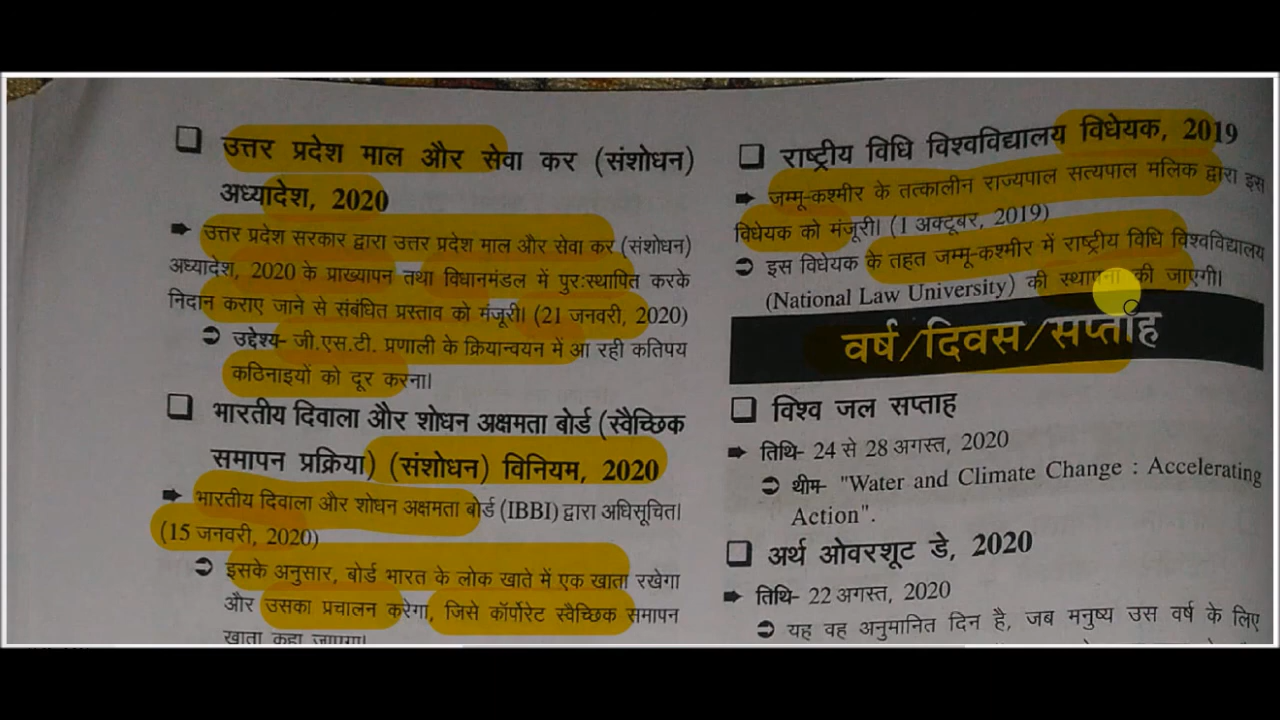 ❑ उत्तर प्रदेश माल और सेवा कर (संशोधन)
अध्यादेश, 2020
➡ उत्तर प्रदेश सरकार द्वारा उत्तर प्रदेश माल और सेवा कर (संशोधन)
अध्यादेश, 2020 के प्राख्यापन तथा विधानमंडल में पुरःस्थापित करके
निदान कराए जाने से संबंधित प्रस्ताव को मंजूरी। (21 जनवरी, 2020)
➲ उद्देश्य- जी.एस.टी. प्रणाली के क्रियान्वयन में आ रही कतिपय
कठिनाइयों को दूर करना।
❑ भारतीय दिवाला और शोधन अक्षमता बोर्ड (स्वैच्छिक
समापन प्रक्रिया) (संशोधन) विनियम, 2020
➡ भारतीय दिवाला और शोधन अक्षमता बोर्ड (IBBI) द्वारा अधिसूचित।
(15 जनवरी, 2020)
➲ इसके अनुसार, बोर्ड भारत के लोक खाते में एक खाता रखेगा
और उसका प्रचालन करेगा, जिसे कॉर्पोरेट स्वैच्छिक समापन
खाता कहा जाएगा।
❑ राष्ट्रीय विधि विश्वविद्यालय विधेयक, 2019
➡ जम्मू-कश्मीर के तत्कालीन राज्यपाल सत्यपाल मलिक द्वारा इस
विधेयक को मंजूरी। (1 अक्टूबर, 2019)
➲ इस विधेयक के तहत जम्मू-कश्मीर में राष्ट्रीय विधि विश्वविद्यालय
(National Law University) की स्थापना की जाएगी।
वर्ष/दिवस/सप्ताह
❑ विश्व जल सप्ताह
➡ तिथि- 24 से 28 अगस्त, 2020
➲ थीम- "Water and Climate Change : Accelerating
Action".
❑ अर्थ ओवरशूट डे, 2020
➡ तिथि- 22 अगस्त, 2020
➲ यह वह अनुमानित दिन है, जब मनुष्य उस वर्ष के लिए